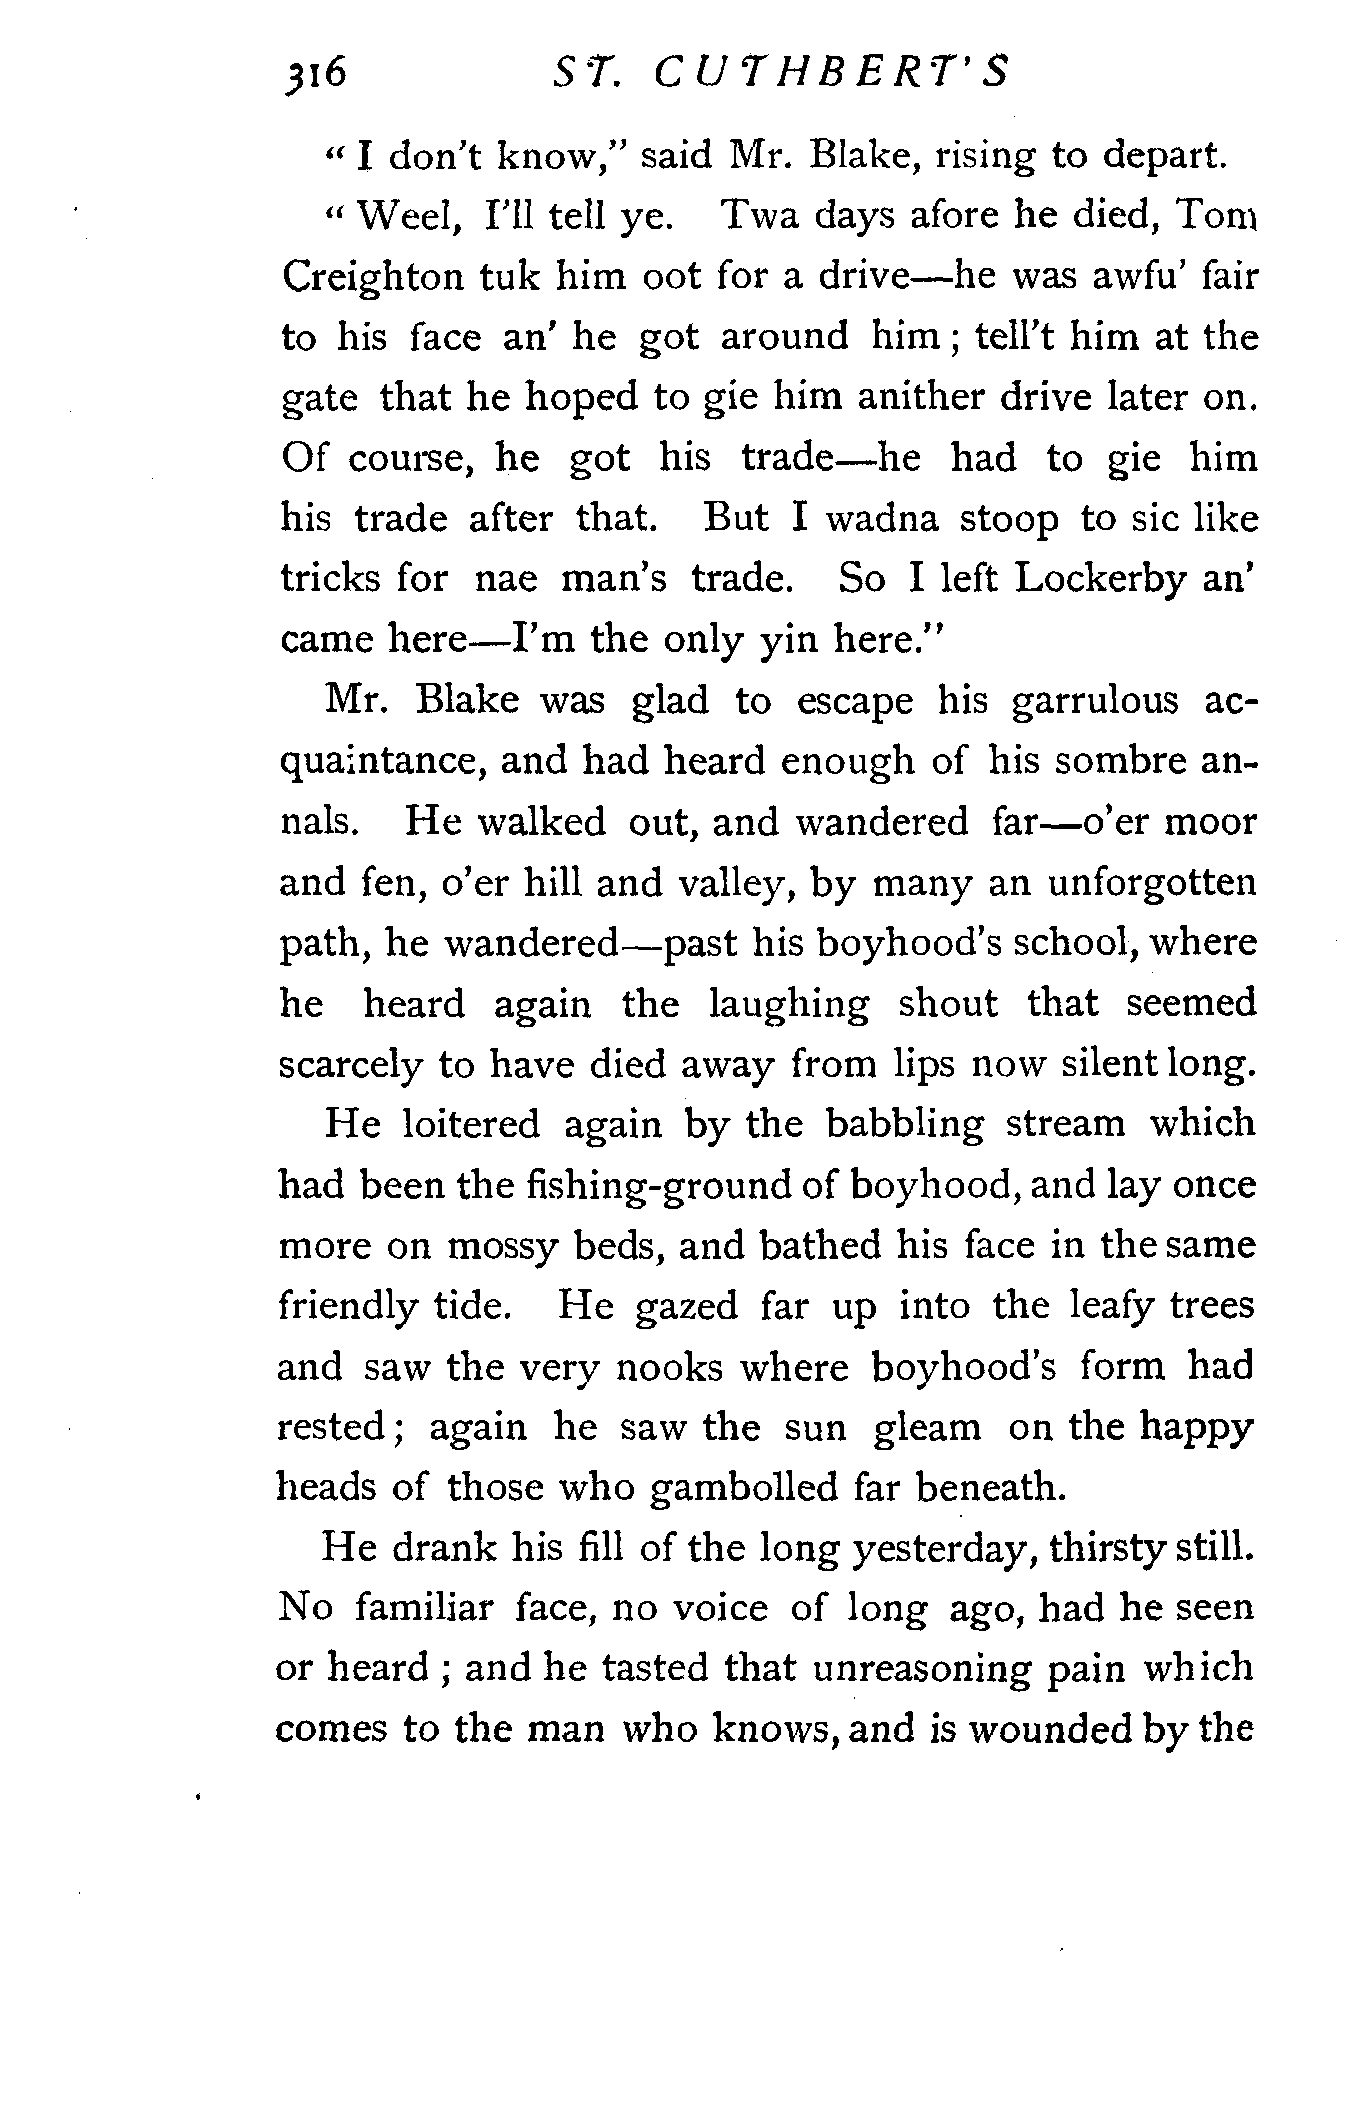 316 ST. CUTHBERT'S
“ I don't know,” said Mr. Blake, rising to depart.
“ Weel, I'll tell ye. Twa days afore he died, Tom
Creighton tuk him oot for a drive—he was awfu' fair
to his face an' he got around him ; tell't him at the
gate that he hoped to gie him anither drive later on.
Of course, he got his trade—he had to gie him
his trade after that. But I wadna stoop to sic like
tricks for nae man's trade. So I left Lockerby an'
came here—I'm the only yin here.”
Mr. Blake was glad to escape his garrulous ac-
quaintance, and had heard enough of his sombre an-
nals. He walked out, and wandered far—o'er moor
and fen, o'er hill and valley, by many an unforgotten
path, he wandered—past his boyhood's school, where
he heard again the laughing shout that seemed
scarcely to have died away from lips now silent long.
He loitered again by the babbling stream which
had been the fishing-ground of boyhood, and lay once
more on mossy beds, and bathed his face in the same
friendly tide. He gazed far up into the leafy trees
and saw the very nooks where boyhood's form had
rested ; again he saw the sun gleam on the happy
heads of those who gambolled far beneath.
He drank his fill of the long yesterday, thirsty still.
No familiar face, no voice of long ago, had he seen
or heard ; and he tasted that unreasoning pain which
comes to the man who knows, and is wounded by the